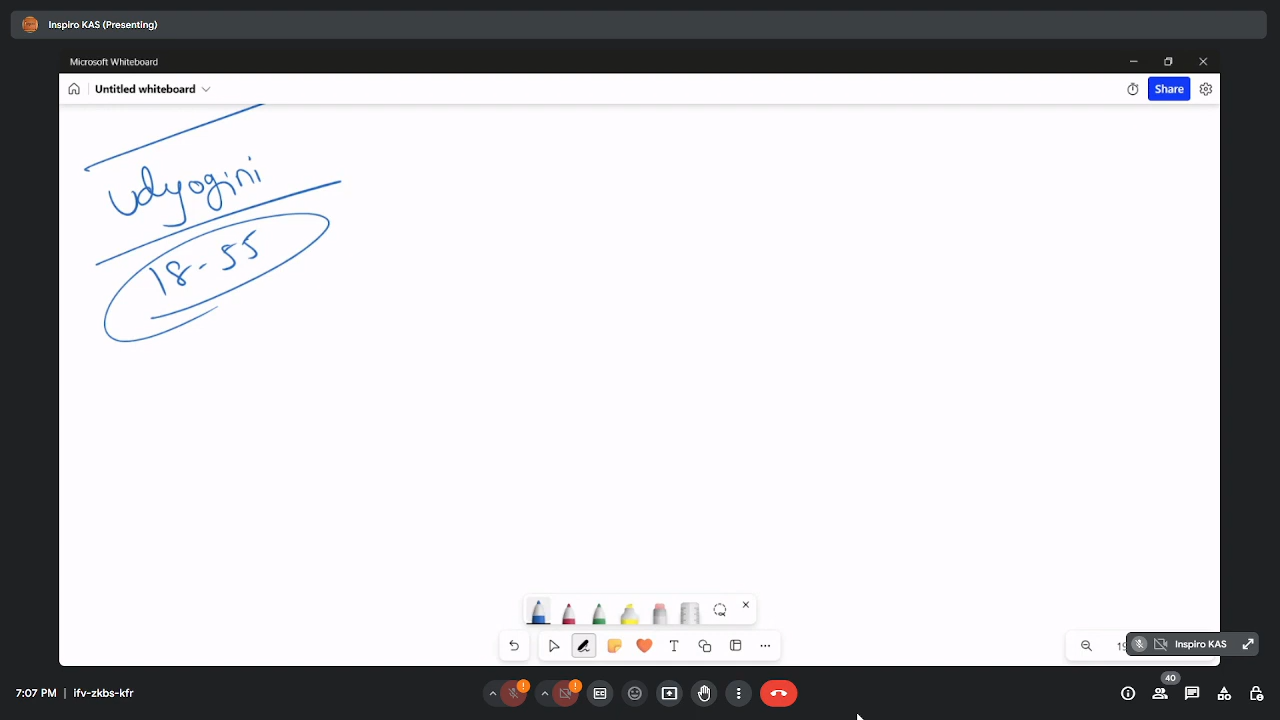 Inspiro KAS (Presenting)
Microsoft Whiteboard
Untitled whiteboard
Share
Udyogini
18-55
Inspiro KAS
40
7:07 PM | ifv-zkbs-kfr